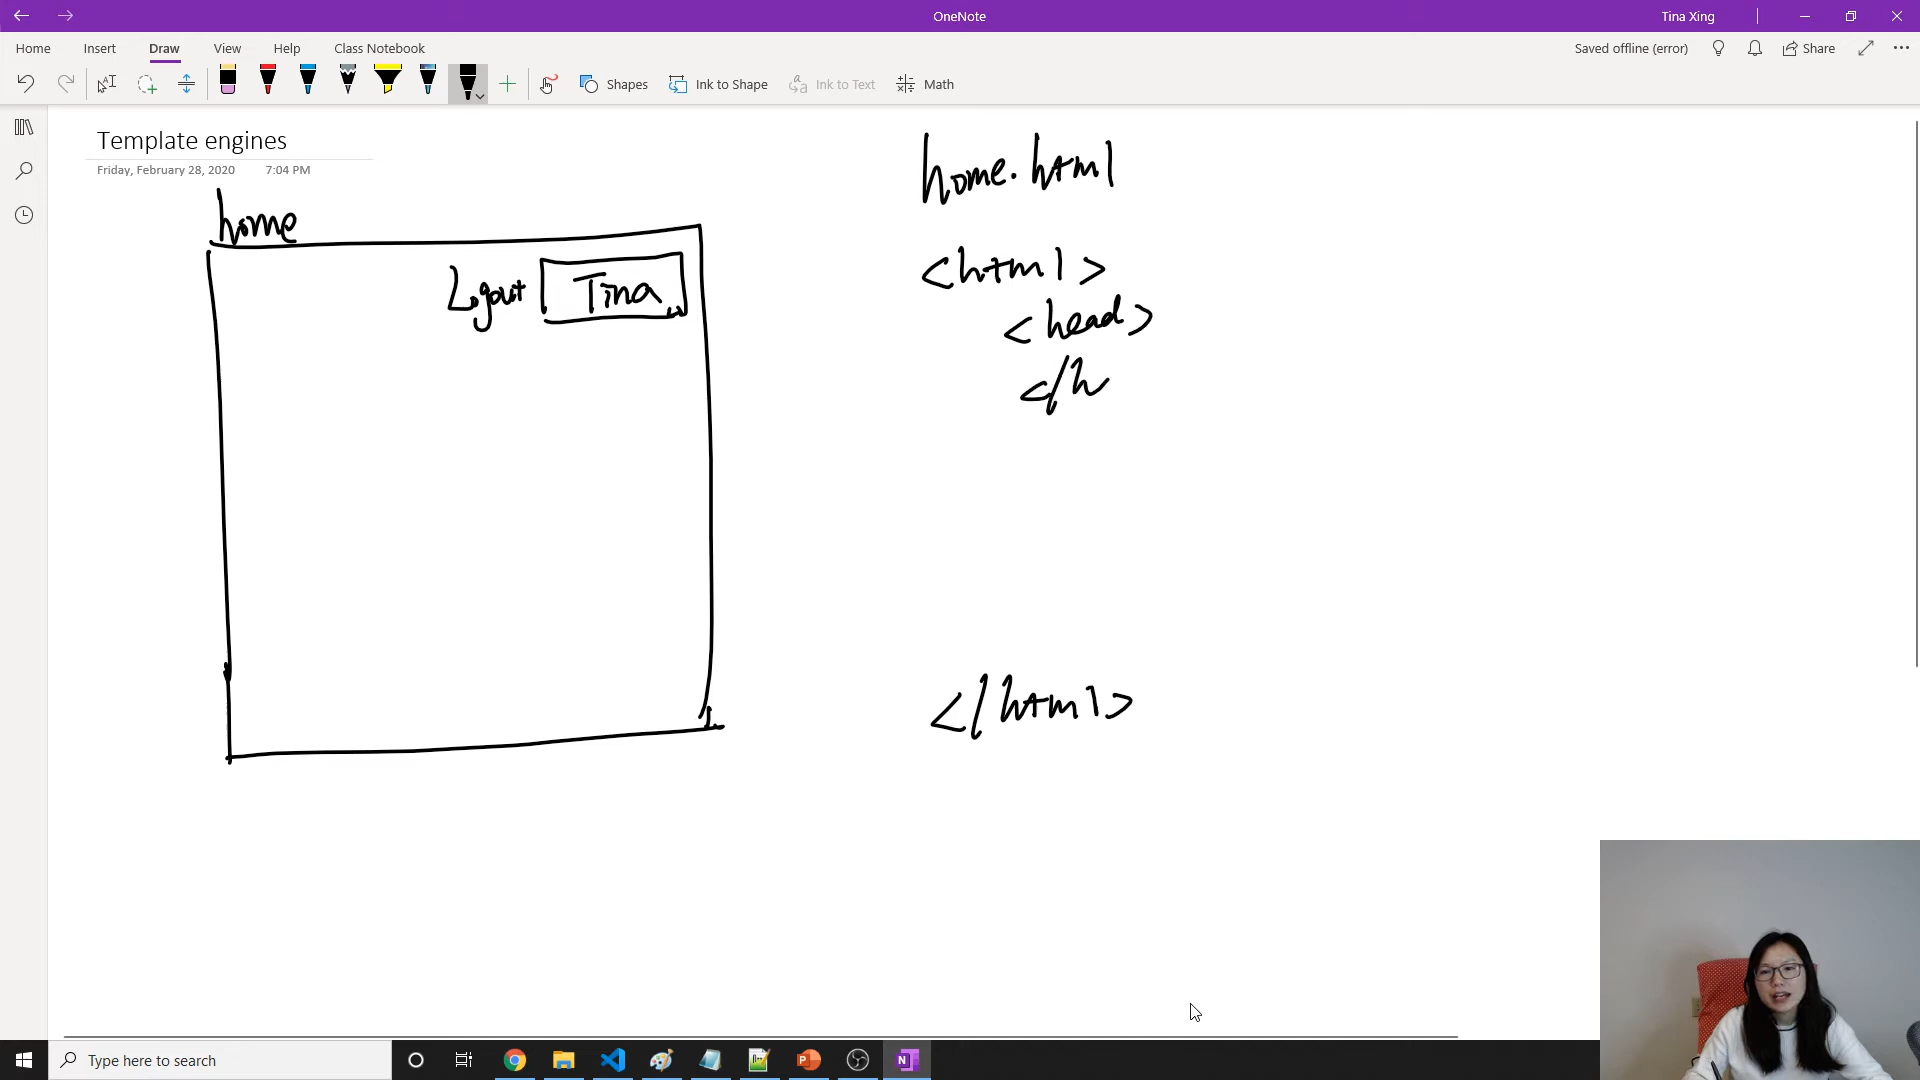 OneNote
Tina Xing
Home Insert Draw View Help Class Notebook
Saved offline (error)
Share
Shapes
Ink to Shape
Ink to Text
Math
Template engines
Friday, February 28, 2020 7:04 PM
home
Logout
Tina
home.html
<html>
<head>
</h
</html>
Type here to search